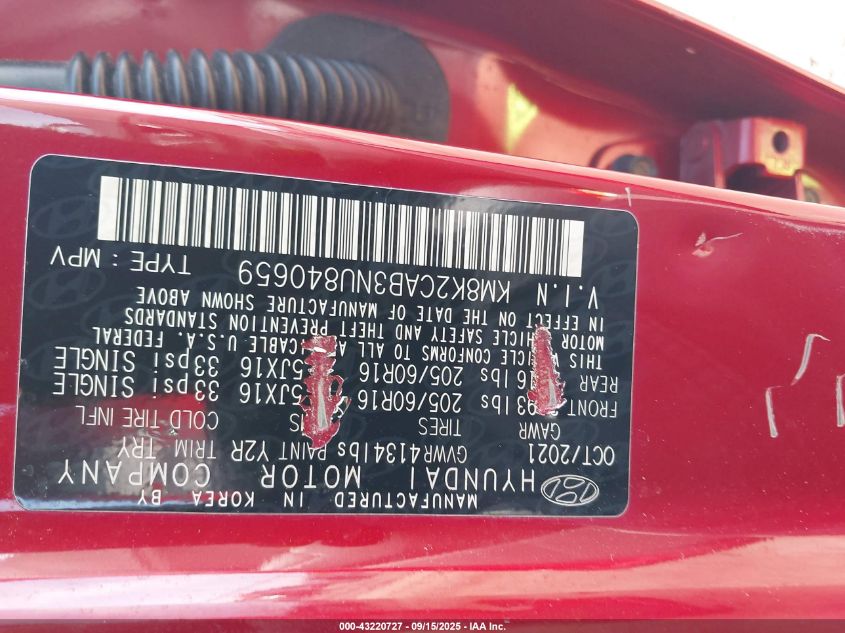 MANUFACTURED IN KOREA BY
HYUNDAI MOTOR COMPANY
OCT/2021 GVWR 4134lbs PAINT Y2R TRIM TRY
GAWR TIRES COLD TIRE INFL
FRONT lbs 205/60R16 5JX16 33psi SINGLE
REAR lbs 205/60R16 5JX16 33psi SINGLE
THIS VEHICLE CONFORMS TO ALL U.S.A. FEDERAL
MOTOR VEHICLE SAFETY AND THEFT PREVENTION STANDARDS
IN EFFECT ON THE DATE OF MANUFACTURE SHOWN ABOVE
V.I.N KM8K2CAB3NU840659 TYPE : MPV
000-43220727 - 09/15/2025 - IAA Inc.